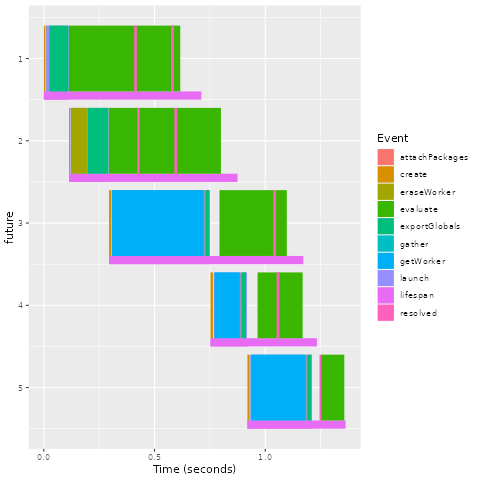 future
1
2
3
4
5
0.0 0.5 1.0
Time (seconds)
Event
attachPackages
create
eraseWorker
evaluate
exportGlobals
gather
getWorker
launch
lifespan
resolved